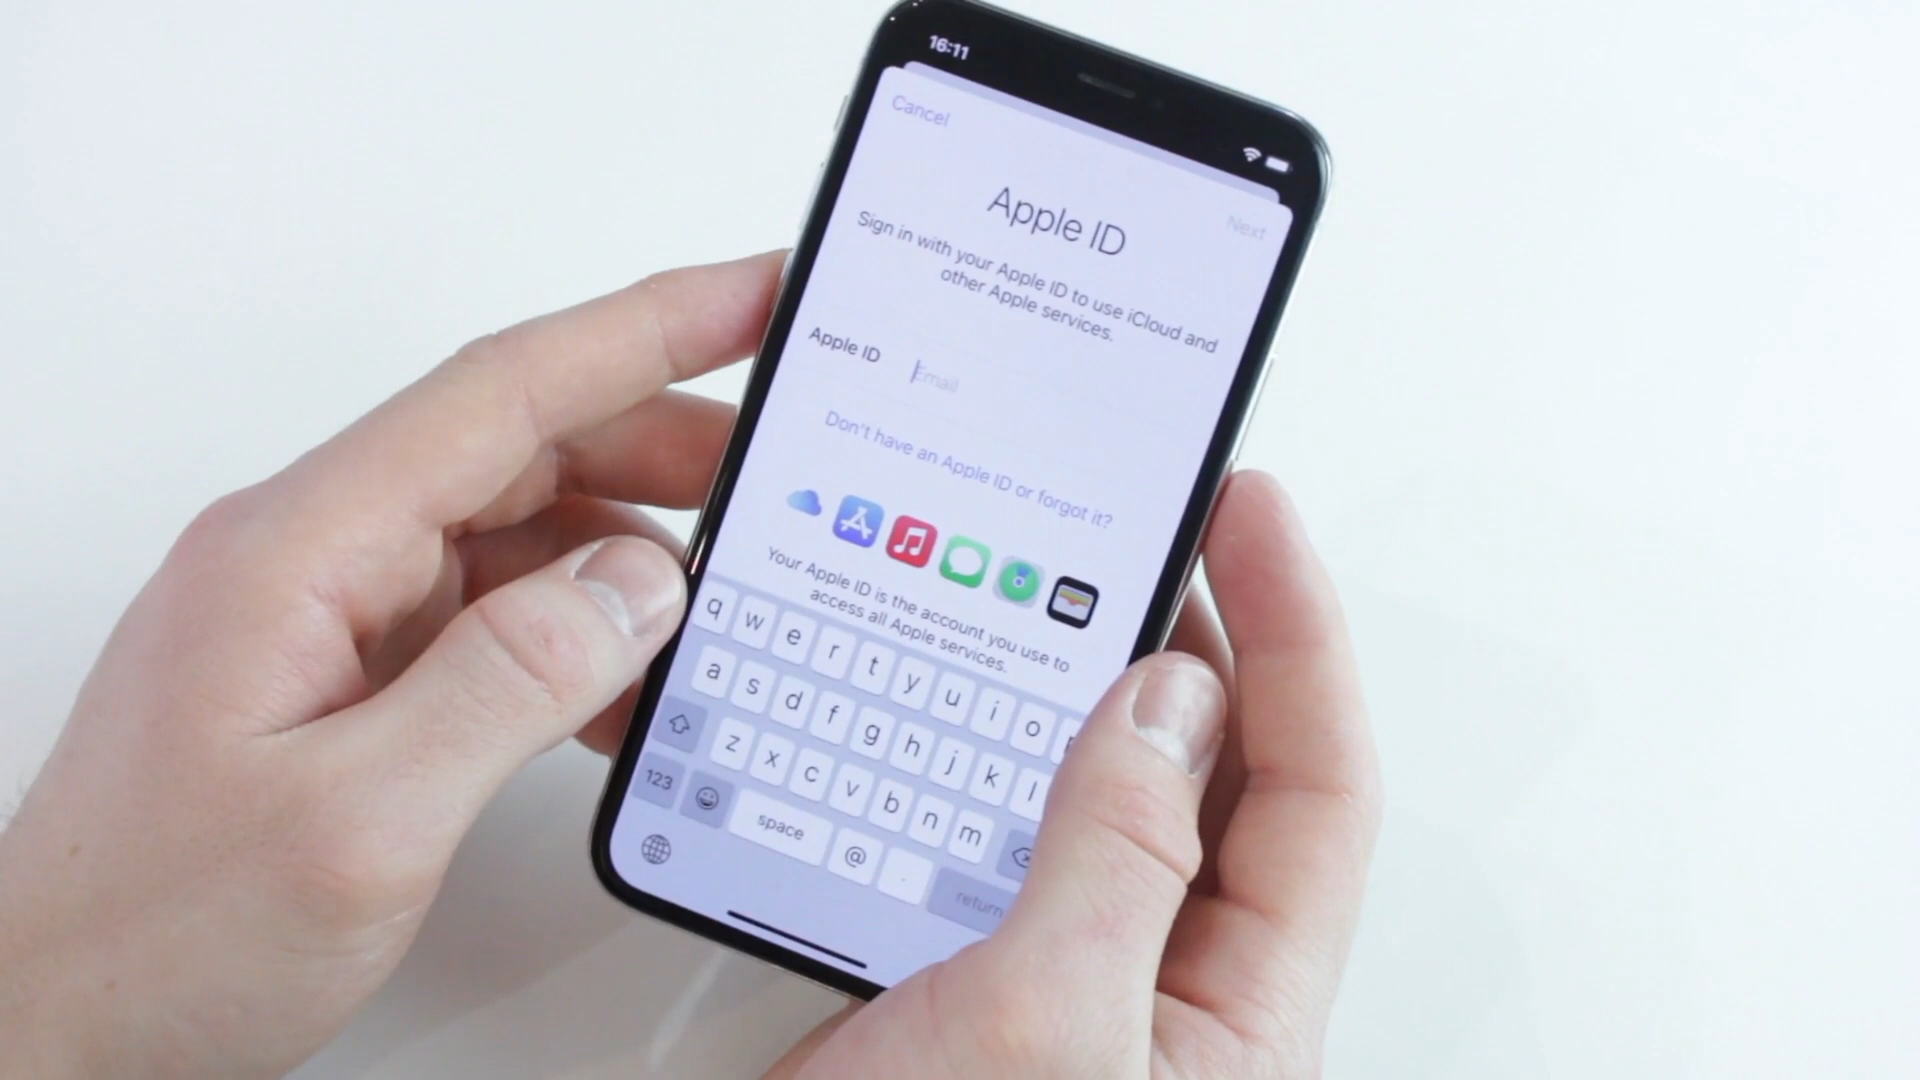 16:11
Cancel
Next
Apple ID
Sign in with your Apple ID to use iCloud and
other Apple services.
Apple ID
Email
Don't have an Apple ID or forgot it?
Your Apple ID is the account you use to
access all Apple services.
q w e r t y u i o
a s d f g h j k l
z x c v b n m
123 space @ . return